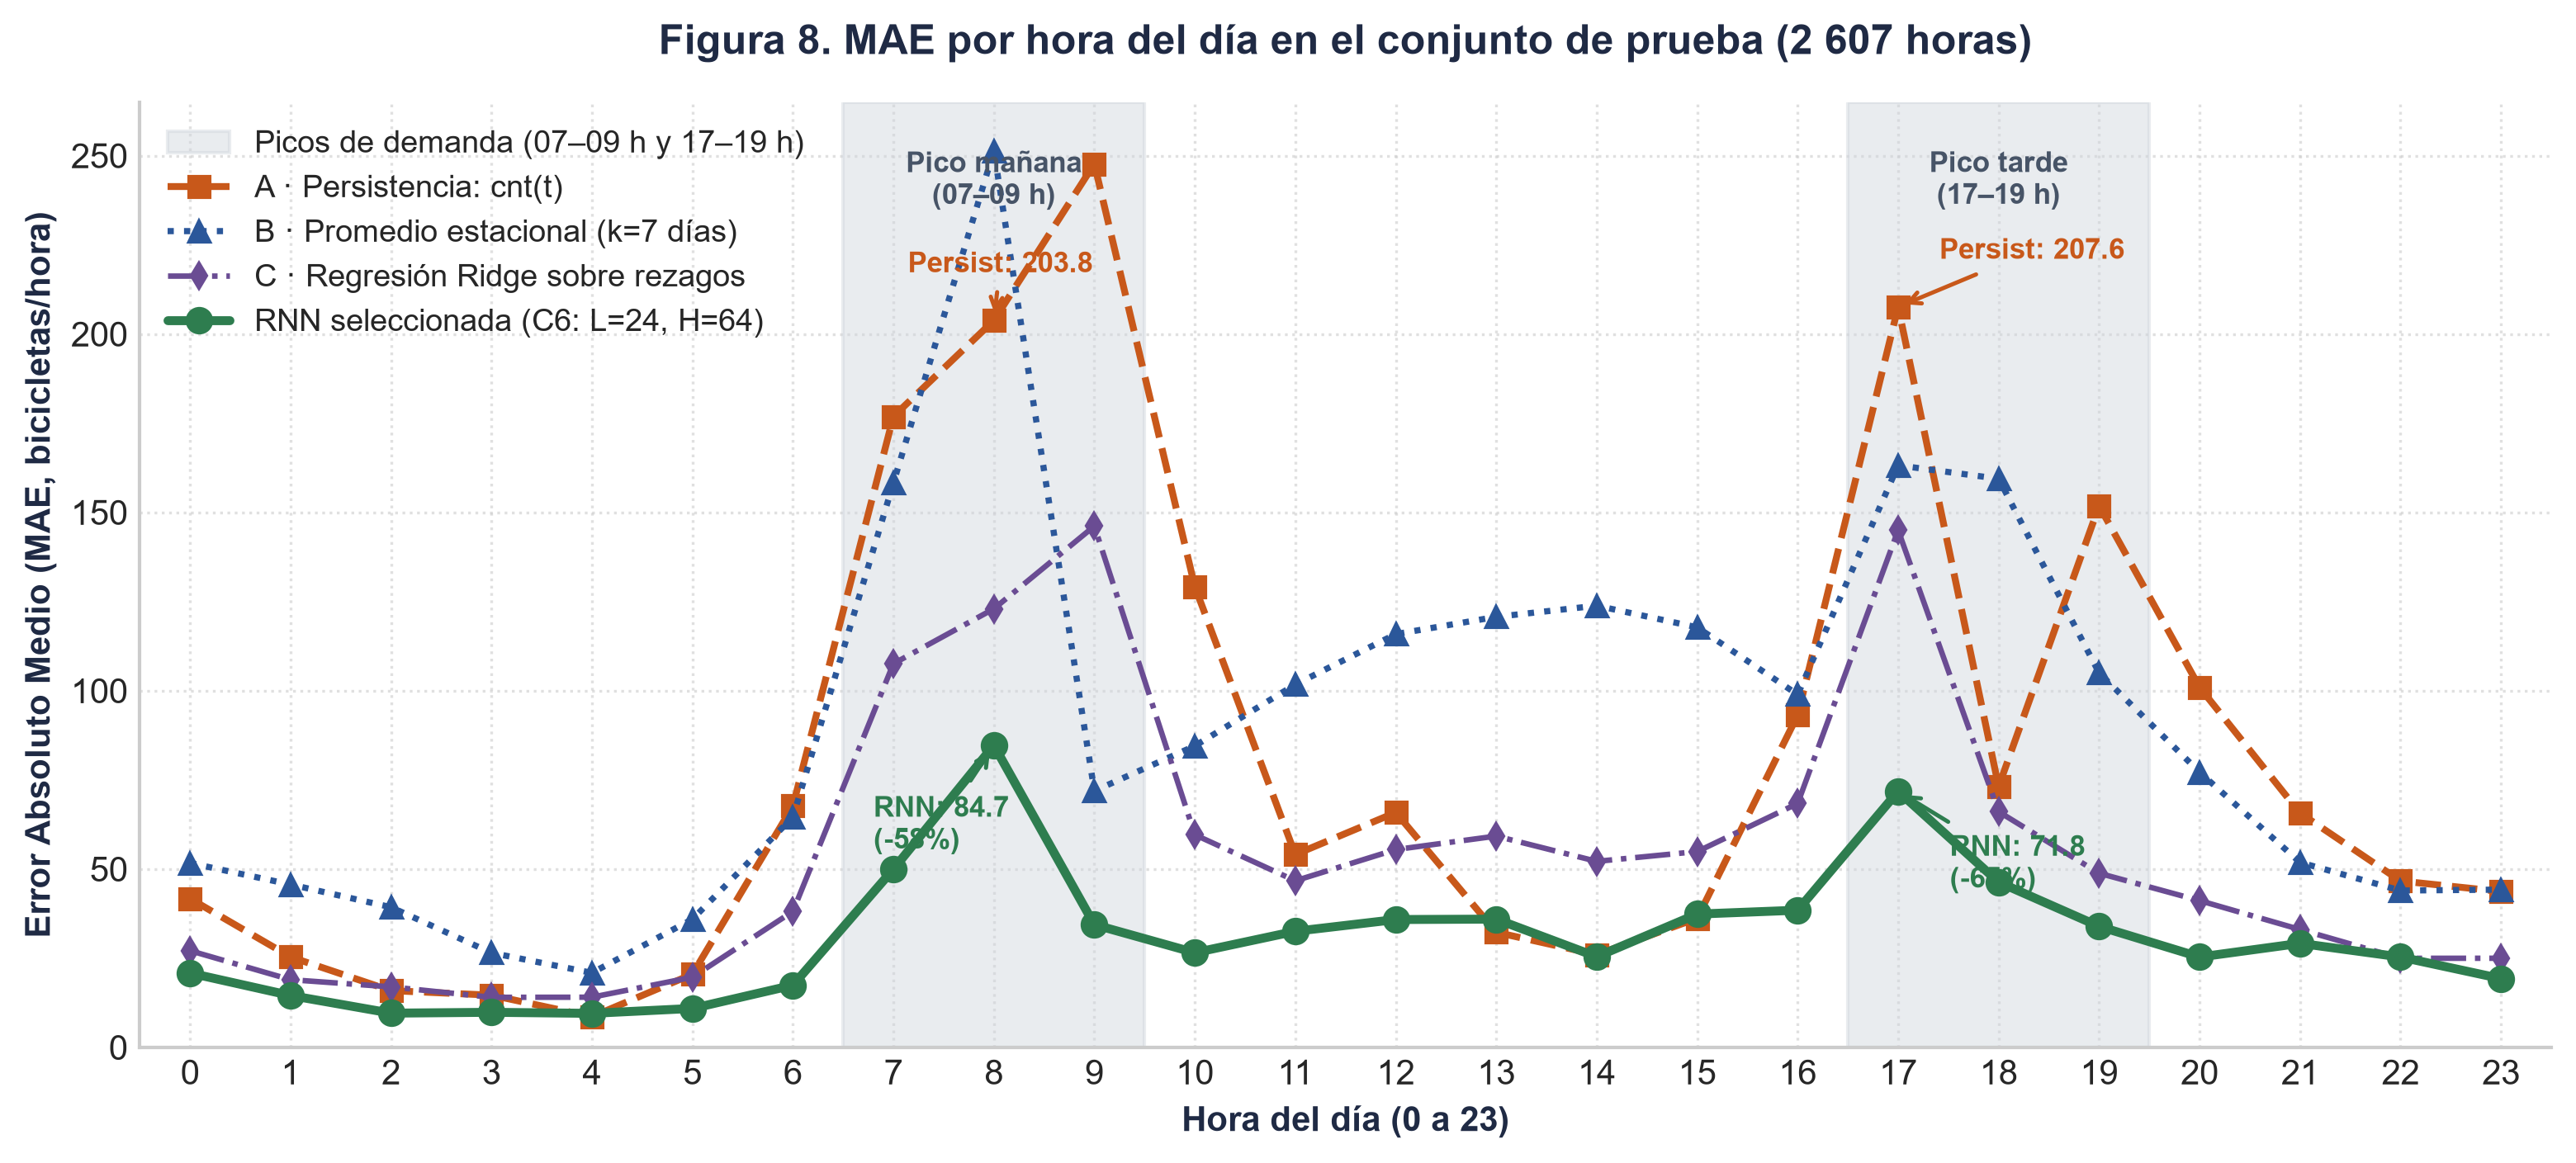 Figura 8. MAE por hora del día en el conjunto de prueba (2 607 horas)
Error Absoluto Medio (MAE, bicicletas/hora)
250
200
150
100
50
0
Picos de demanda (07–09 h y 17–19 h)
A · Persistencia: cnt(t)
B · Promedio estacional (k=7 días)
C · Regresión Ridge sobre rezagos
RNN seleccionada (C6: L=24, H=64)
Pico mañana
(07–09 h)
Persist: 203.8
RNN: 84.7
(-58%)
Pico tarde
(17–19 h)
Persist: 207.6
RNN: 71.8
0 1 2 3 4 5 6 7 8 9 10 11 12 13 14 15 16 17 18 19 20 21 22 23
Hora del día (0 a 23)